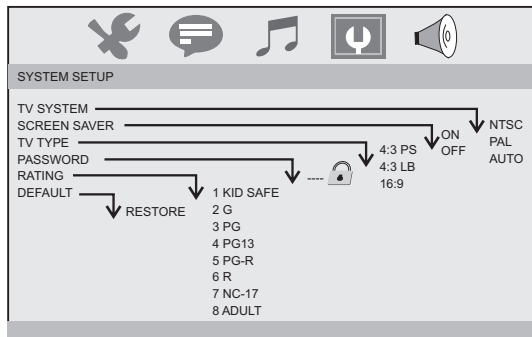 SYSTEM SETUP
TV SYSTEM
SCREEN SAVER
TV TYPE
PASSWORD
RATING
DEFAULT
RESTORE
1 KID SAFE
2 G
3 PG
4 PG13
5 PG-R
6 R
7 NC-17
8 ADULT
----
4:3 PS
4:3 LB
16:9
ON
OFF
NTSC
PAL
AUTO